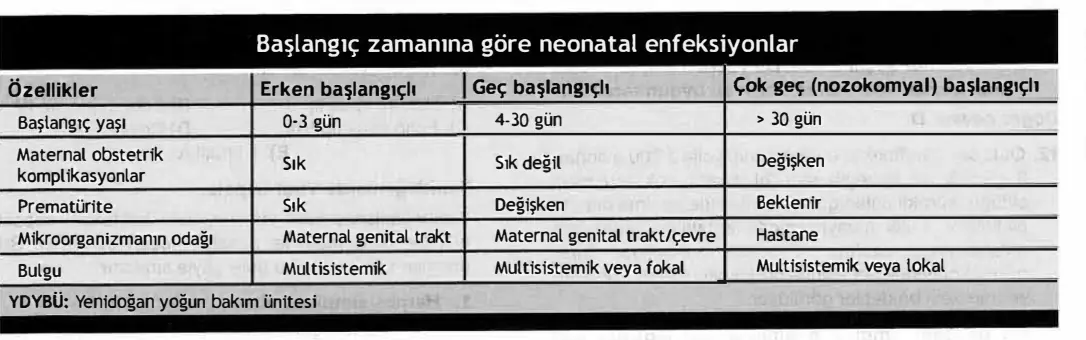 Başlangıç zamanına göre neonatal enfeksiyonlar
Özellikler Erken başlangıçlı Geç başlangıçlı Çok geç (nozokomyal) başlangıçlı
Başlangıç yaşı 0-3 gün 4-30 gün > 30 gün
Maternal obstetrik komplikasyonlar Sık Sık değil Değişken
Prematürite Sık Değişken Beklenir
Mikroorganizmanın odağı Maternal genital trakt Maternal genital trakt/çevre Hastane
Bulgu Multisistemik Multisistemik veya fokal Multisistemik veya lokal
YDYBÜ: Yenidoğan yoğun bakım ünitesi